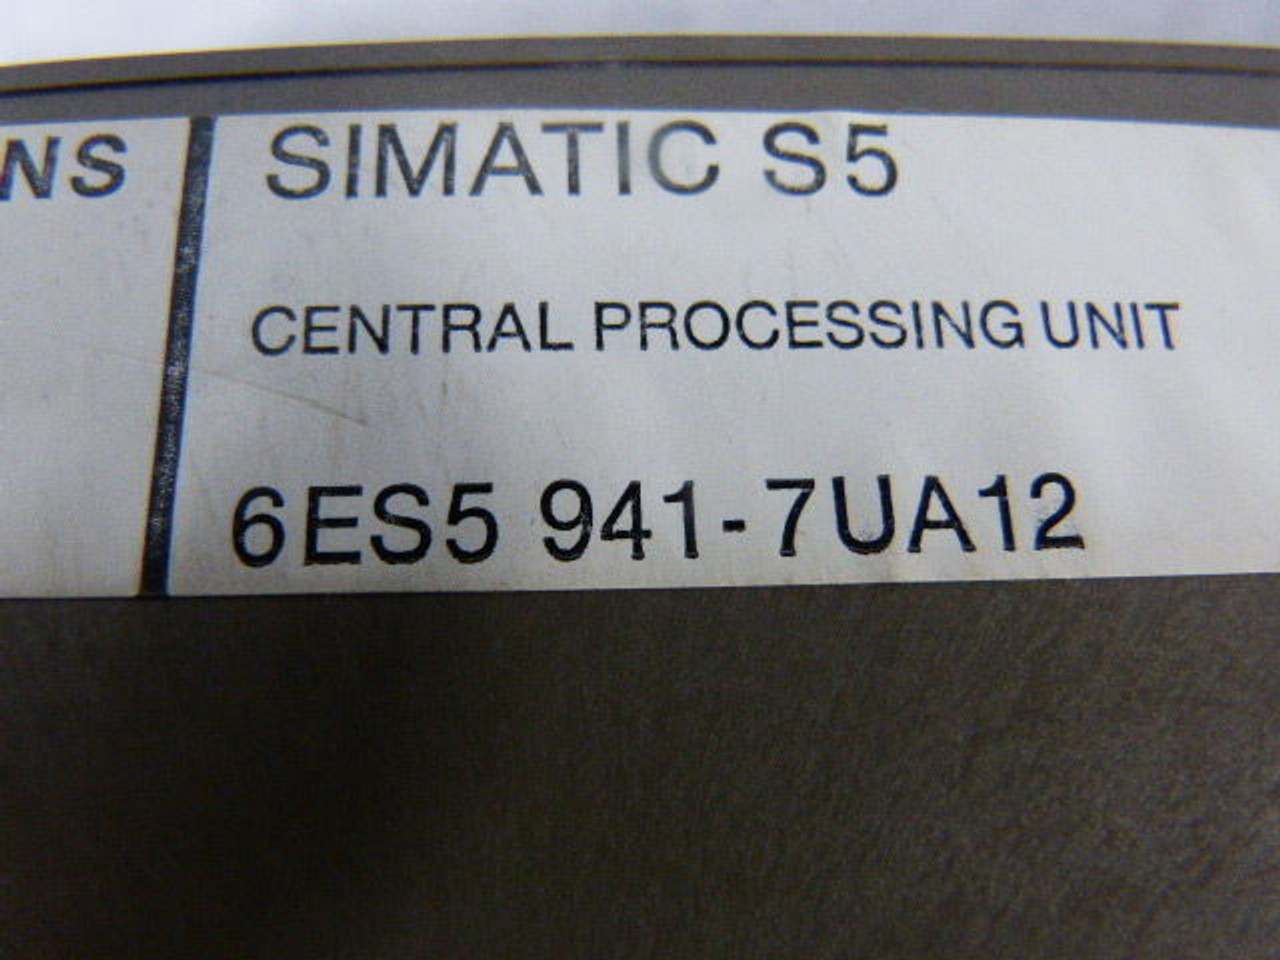 NS
SIMATIC S5
CENTRAL PROCESSING UNIT
6ES5 941-7UA12